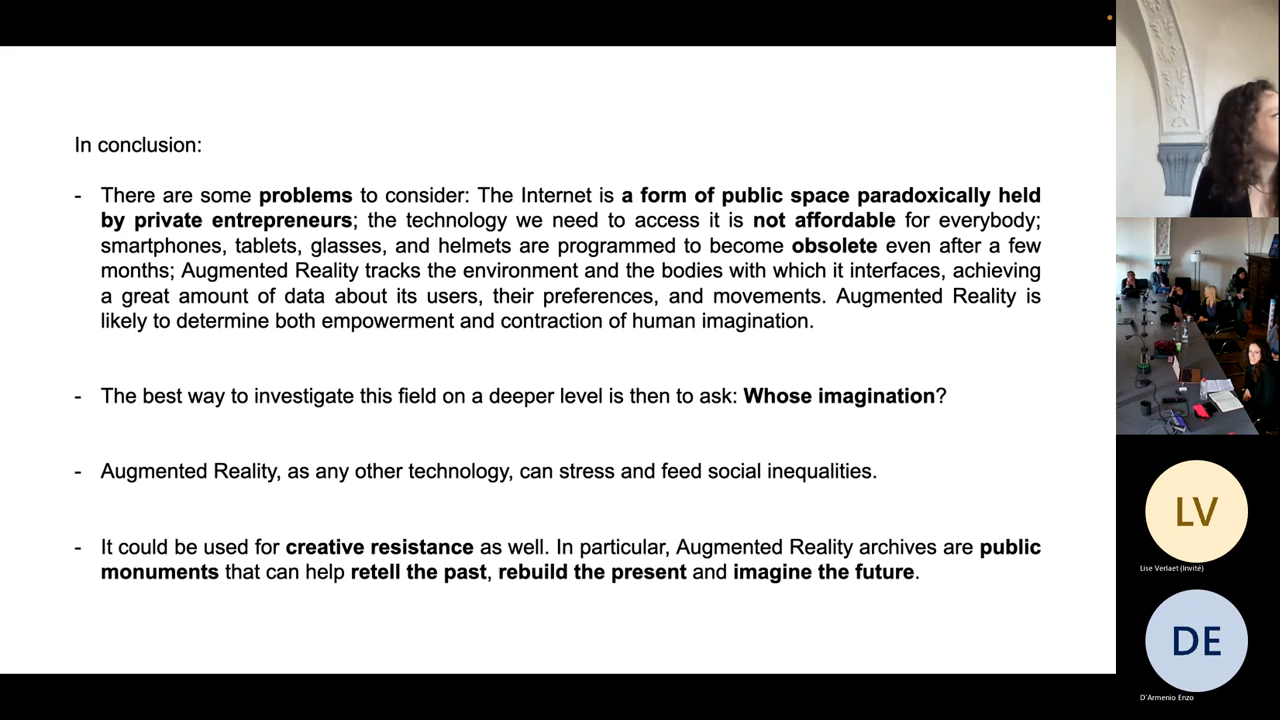 In conclusion:
- There are some problems to consider: The Internet is a form of public space paradoxically held
by private entrepreneurs; the technology we need to access it is not affordable for everybody;
smartphones, tablets, glasses, and helmets are programmed to become obsolete even after a few
months; Augmented Reality tracks the environment and the bodies with which it interfaces, achieving
a great amount of data about its users, their preferences, and movements. Augmented Reality is
likely to determine both empowerment and contraction of human imagination.
- The best way to investigate this field on a deeper level is then to ask: Whose imagination?
- Augmented Reality, as any other technology, can stress and feed social inequalities.
- It could be used for creative resistance as well. In particular, Augmented Reality archives are public
monuments that can help retell the past, rebuild the present and imagine the future.
LV
Lise Verlaet (Invité)
DE
D'Armenio Enzo